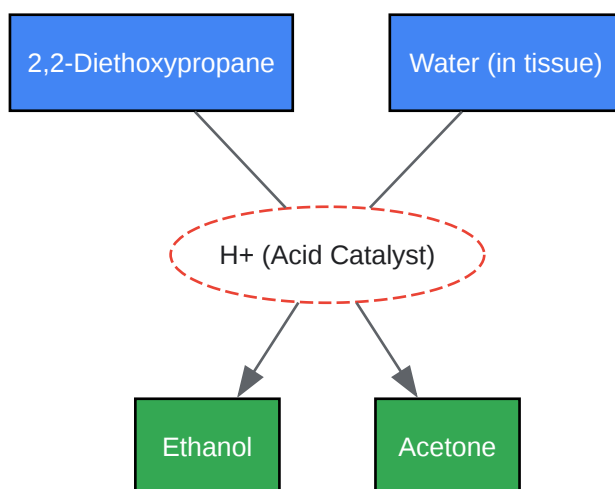 2,2-Diethoxypropane
Water (in tissue)
H+ (Acid Catalyst)
Ethanol
Acetone